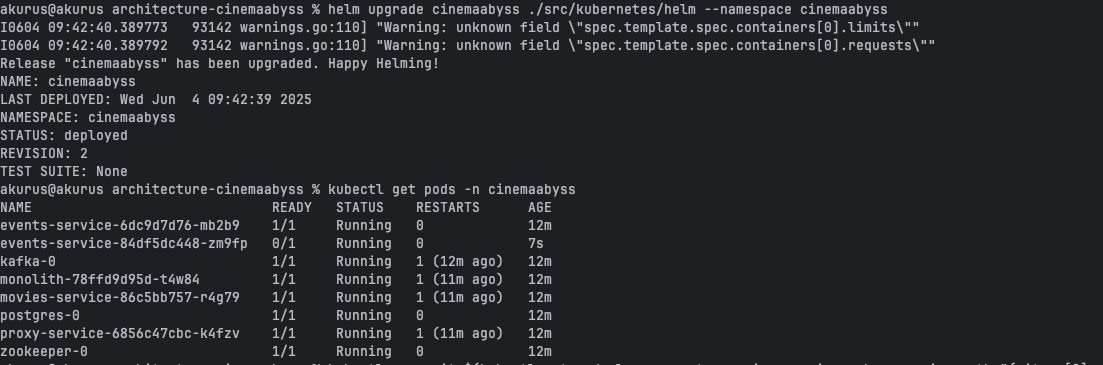 akurus@akurus architecture-cinemaabyss % helm upgrade cinemaabyss ./src/kubernetes/helm --namespace cinemaabyss
I0604 09:42:40.389773   93142 warnings.go:110] "Warning: unknown field \"spec.template.spec.containers[0].limits\""
I0604 09:42:40.389792   93142 warnings.go:110] "Warning: unknown field \"spec.template.spec.containers[0].requests\""
Release "cinemaabyss" has been upgraded. Happy Helming!
NAME: cinemaabyss
LAST DEPLOYED: Wed Jun  4 09:42:39 2025
NAMESPACE: cinemaabyss
STATUS: deployed
REVISION: 2
TEST SUITE: None
akurus@akurus architecture-cinemaabyss % kubectl get pods -n cinemaabyss
NAME                              READY   STATUS    RESTARTS      AGE
events-service-6dc9d7d76-mb2b9    1/1     Running   0             12m
events-service-84df5dc448-zm9fp   0/1     Running   0             7s
kafka-0                           1/1     Running   1 (12m ago)   12m
monolith-78ffd9d95d-t4w84         1/1     Running   1 (11m ago)   12m
movies-service-86c5bb757-r4g79    1/1     Running   1 (11m ago)   12m
postgres-0                        1/1     Running   0             12m
proxy-service-6856c47cbc-k4fzv    1/1     Running   1 (11m ago)   12m
zookeeper-0                       1/1     Running   0             12m